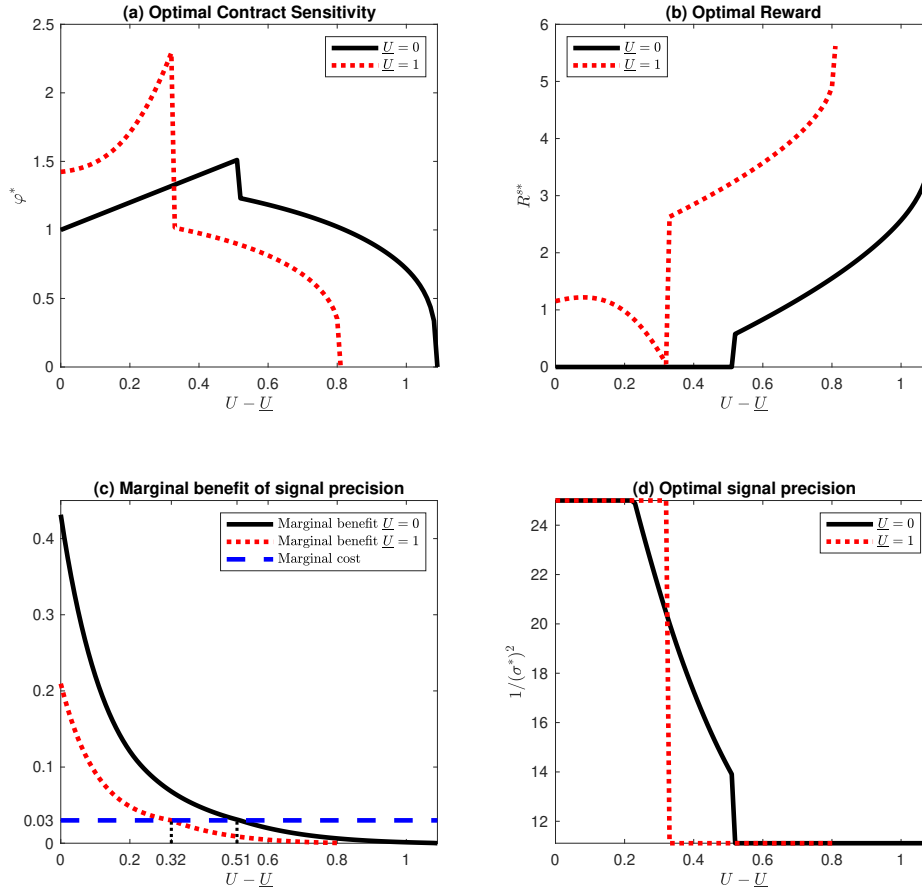 (a) Optimal Contract Sensitivity
2.5
2
1.5
1
0.5
0
φ*
0
0.2
0.4
0.6
0.8
1
U − U
U = 0
U = 1
(b) Optimal Reward
6
5
4
3
2
1
0
R^{s*}
0
0.2
0.4
0.6
0.8
1
U − U
U = 0
U = 1
(c) Marginal benefit of signal precision
0.4
0.3
0.2
0.1
0.03
0
0
0.2
0.32
0.51
0.6
0.8
1
U − U
Marginal benefit U = 0
Marginal benefit U = 1
Marginal cost
(d) Optimal signal precision
24
22
20
18
16
14
12
1/(σ*)²
0
0.2
0.4
0.6
0.8
1
U − U
U = 0
U = 1